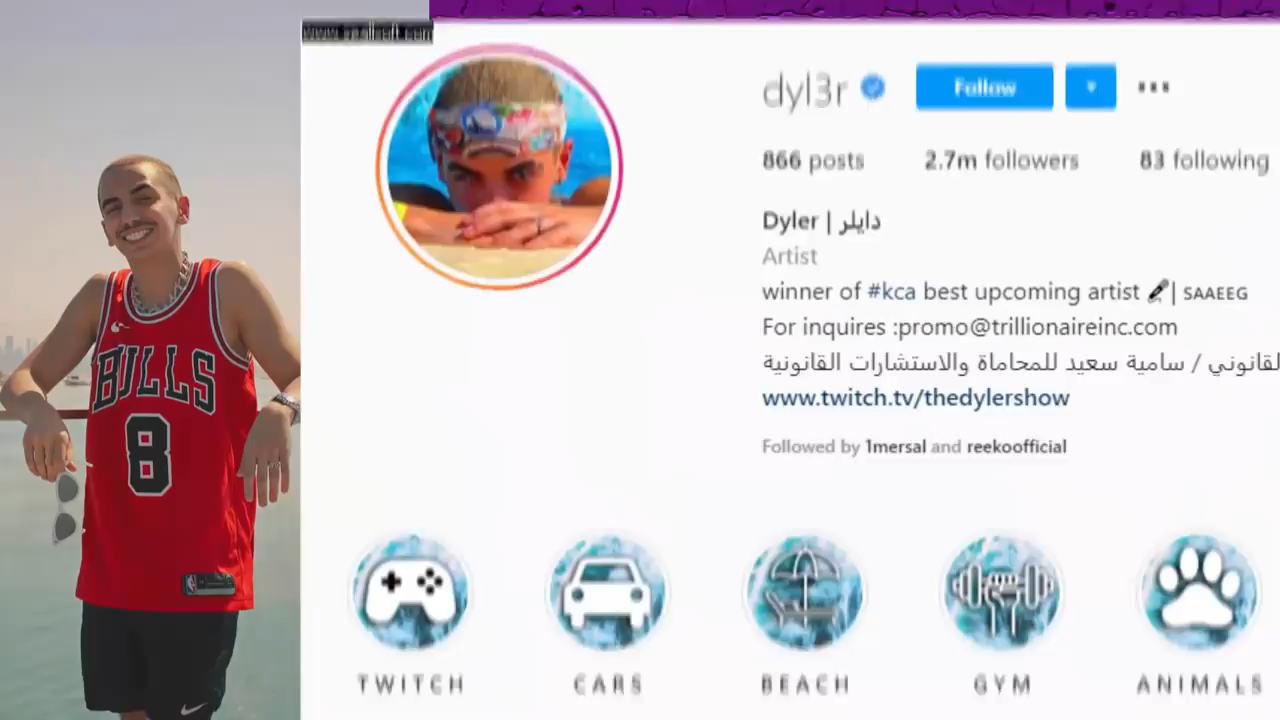 dyl3r
Follow
866 posts 2.7m followers 83 following
Dyler | دايلر
Artist
winner of #kca best upcoming artist 🎤| SAAEEG
For inquires :promo@trillionaireinc.com
لقانوني / سامية سعيد للمحاماة والاستشارات القانونية
www.twitch.tv/thedylershow
Followed by 1mersal and reekoofficial
BULLS
8
TWITCH CARS BEACH GYM ANIMALS